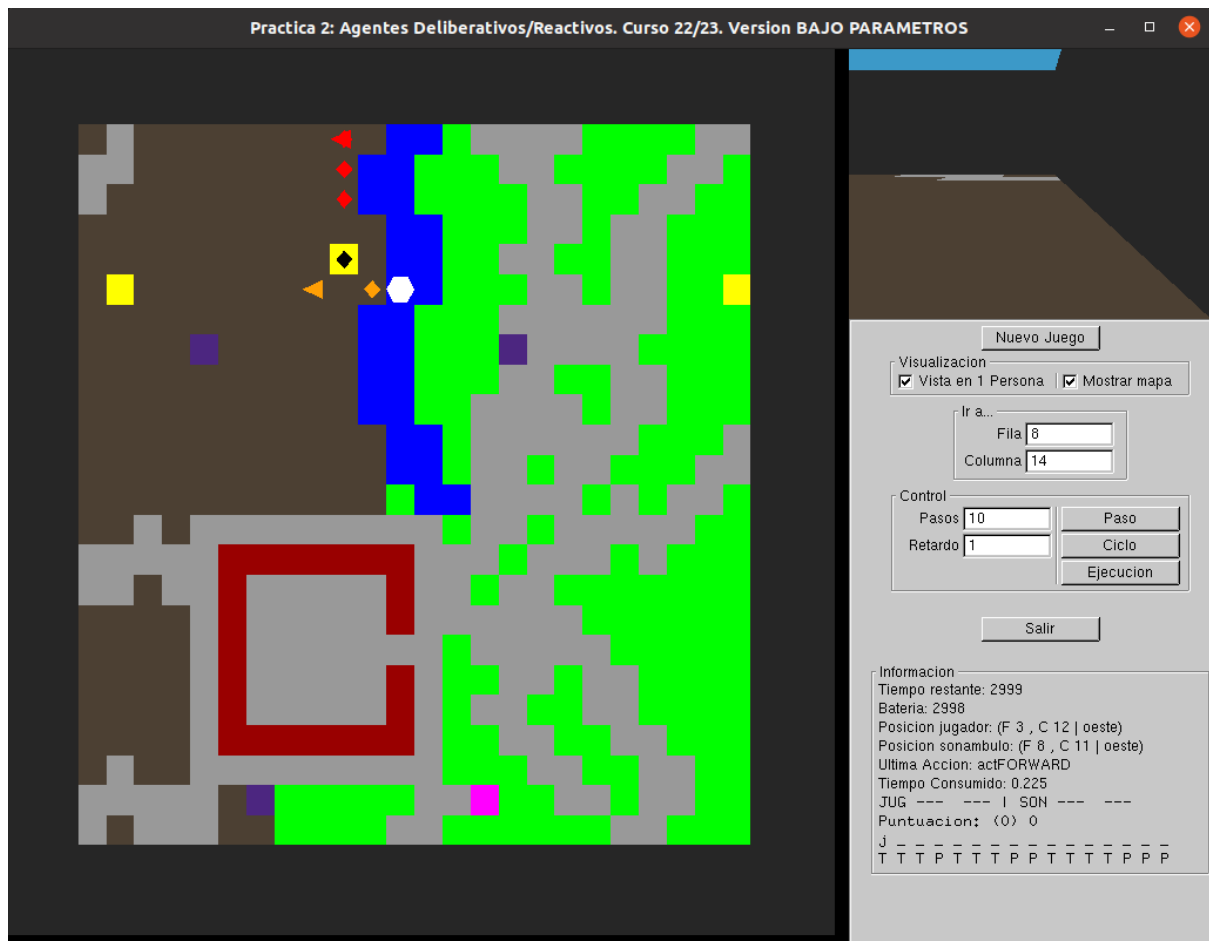 Practica 2: Agentes Deliberativos/Reactivos. Curso 22/23. Version BAJO PARAMETROS
Nuevo Juego
Visualizacion
Vista en 1 Persona
Mostrar mapa
Ir a...
Fila 8
Columna 14
Control
Pasos 10 Paso
Retardo 1 Ciclo
Ejecucion
Salir
Informacion
Tiempo restante: 2999
Bateria: 2998
Posicion jugador: (F 3 , C 12 | oeste)
Posicion sonambulo: (F 8 , C 11 | oeste)
Ultima Accion: actFORWARD
Tiempo Consumido: 0.225
JUG --- --- | SON --- ---
Puntuacion: (0) 0
j _ _ _ _ _ _ _ _ _ _ _ _ _ _ _
T T T P T T T P P T T T T P P P